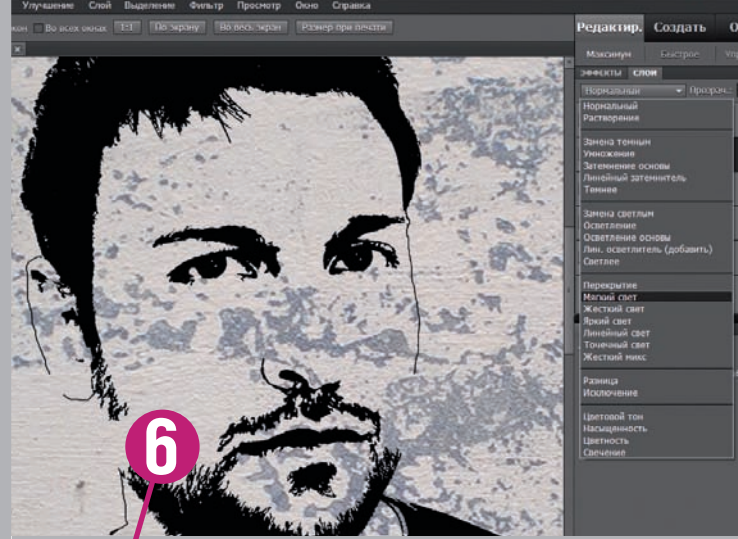 Улучшение Слой Выделение Фильтр Просмотр Окно Справка
Во всех окнах 1:1 По экрану Во весь экран Размер при печати
Редактир. Создать
Максимум Быстрое
ЭФФЕКТЫ СЛОИ
Нормальный Прозрач.:
Нормальный
Растворение
Замена темным
Умножение
Затемнение основы
Линейный затемнитель
Темнее
Замена светлым
Осветление
Осветление основы
Лин. осветлитель (добавить)
Светлее
Перекрытие
Мягкий свет
Жесткий свет
Яркий свет
Линейный свет
Точечный свет
Жесткий микс
Разница
Исключение
Цветовой тон
Насыщенность
Цветность
Свечение
6